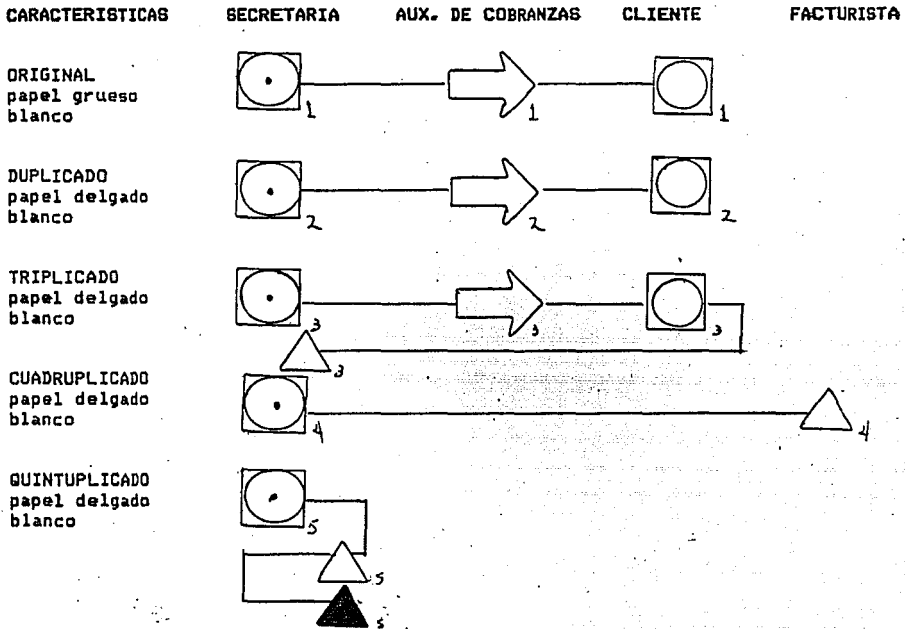 CARACTERISTICAS SECRETARIA AUX. DE COBRANZAS CLIENTE FACTURISTA
ORIGINAL
papel grueso
blanco
1 1 1
DUPLICADO
papel delgado
blanco
2 2 2
TRIPLICADO
papel delgado
blanco
3 3 3
3
CUADRUPLICADO
papel delgado
blanco
4 4
QUINTUPLICADO
papel delgado
blanco
5
5
5